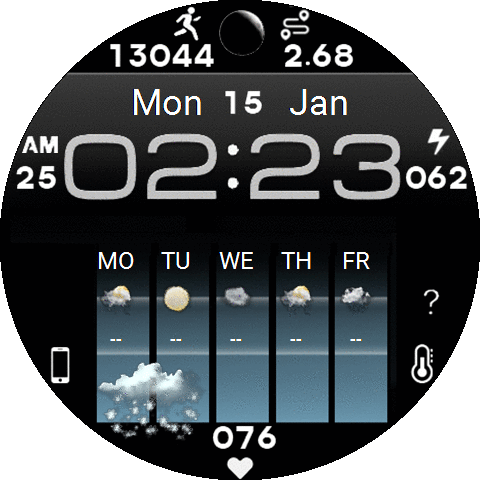 13044 2.68
Mon 15 Jan
AM 02:23
25 062
MO TU WE TH FR
?
-- -- -- -- --
076